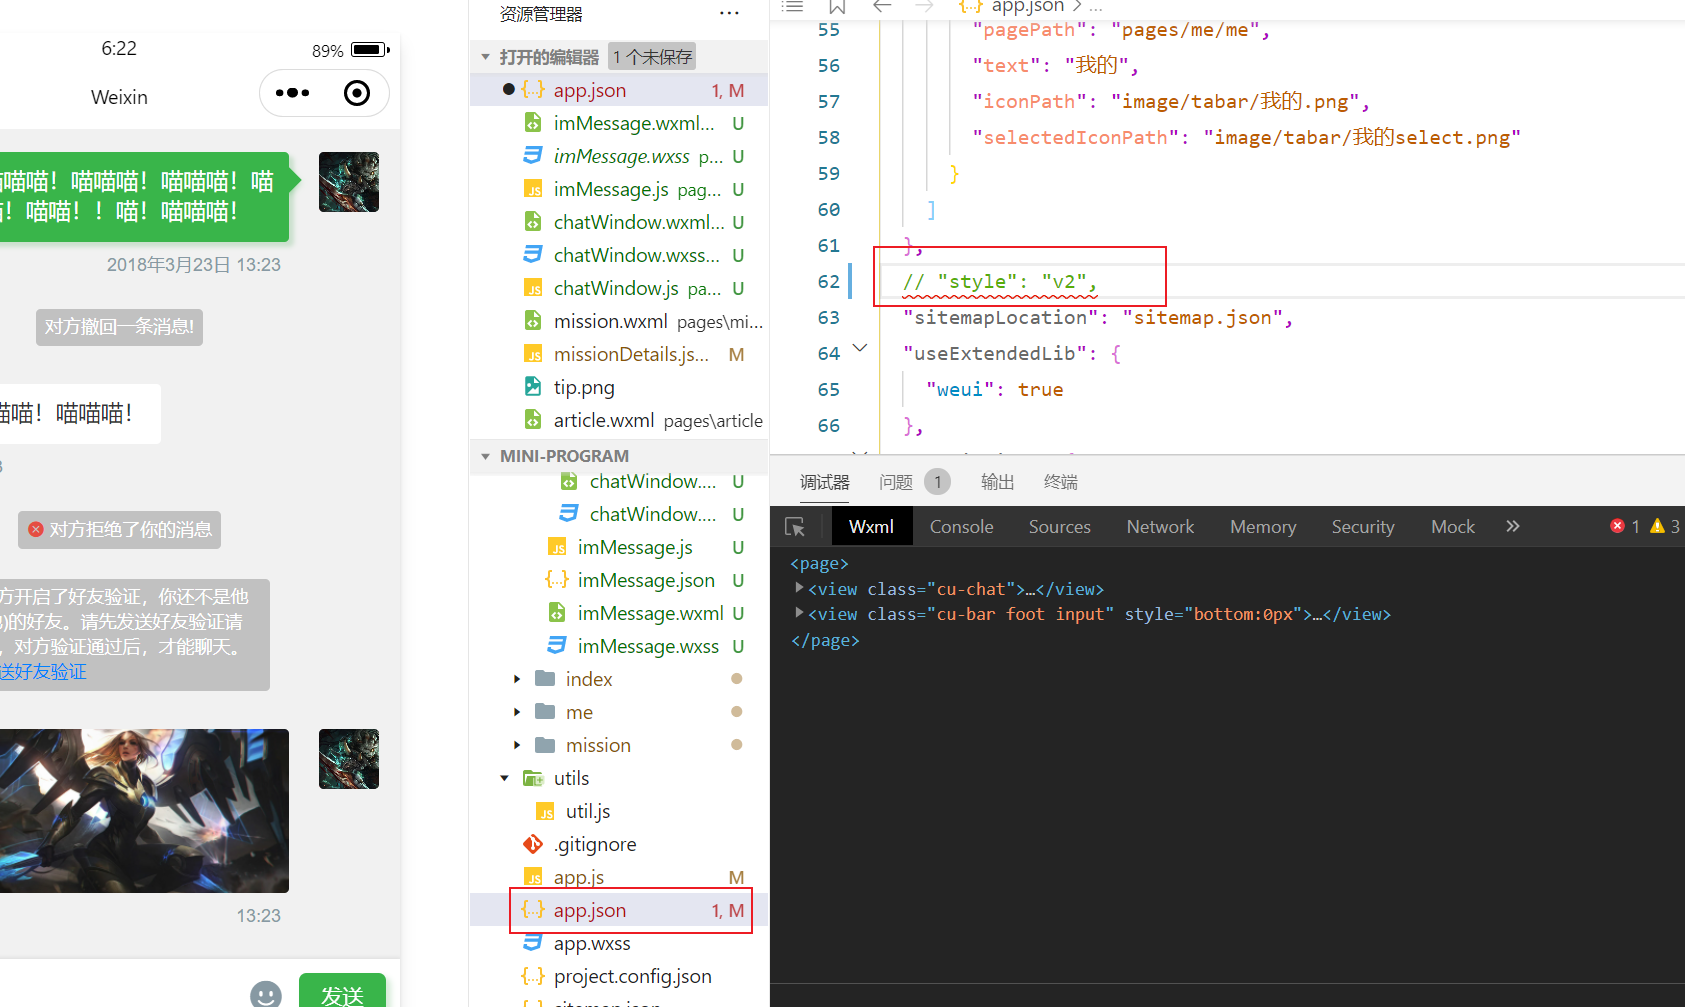 6:22
89%
Weixin
喵喵！喵喵喵！喵喵喵！喵
！喵喵！！喵！喵喵喵！
2018年3月23日 13:23
对方撤回一条消息!
喵喵！喵喵喵！
对方拒绝了你的消息
方开启了好友验证，你还不是他
)的好友。请先发送好友验证请
，对方验证通过后，才能聊天。
送好友验证
13:23
发送
资源管理器 ···
打开的编辑器 1 个未保存
{..} app.json 1, M
imMessage.wxml... U
imMessage.wxss p... U
JS imMessage.js pag... U
chatWindow.wxml... U
chatWindow.wxss... U
JS chatWindow.js pa... U
mission.wxml pages\mi...
JS missionDetails.js... M
tip.png
article.wxml pages\article
MINI-PROGRAM
chatWindow.... U
chatWindow.... U
JS imMessage.js U
{..} imMessage.json U
imMessage.wxml U
imMessage.wxss U
index
me
mission
utils
JS util.js
.gitignore
JS app.js M
{..} app.json 1, M
app.wxss
{..} project.config.json
sitemap.json
{..} app.json > ...
55 "pagePath": "pages/me/me",
56 "text": "我的",
57 "iconPath": "image/tabar/我的.png",
58 "selectedIconPath": "image/tabar/我的select.png"
59 }
60 ]
61 },
62 // "style": "v2",
63 "sitemapLocation": "sitemap.json",
64 "useExtendedLib": {
65 "weui": true
66 },
调试器 问题 1 输出 终端
Wxml Console Sources Network Memory Security Mock » 1 3
<page>
<view class="cu-chat">…</view>
<view class="cu-bar foot input" style="bottom:0px">…</view>
</page>